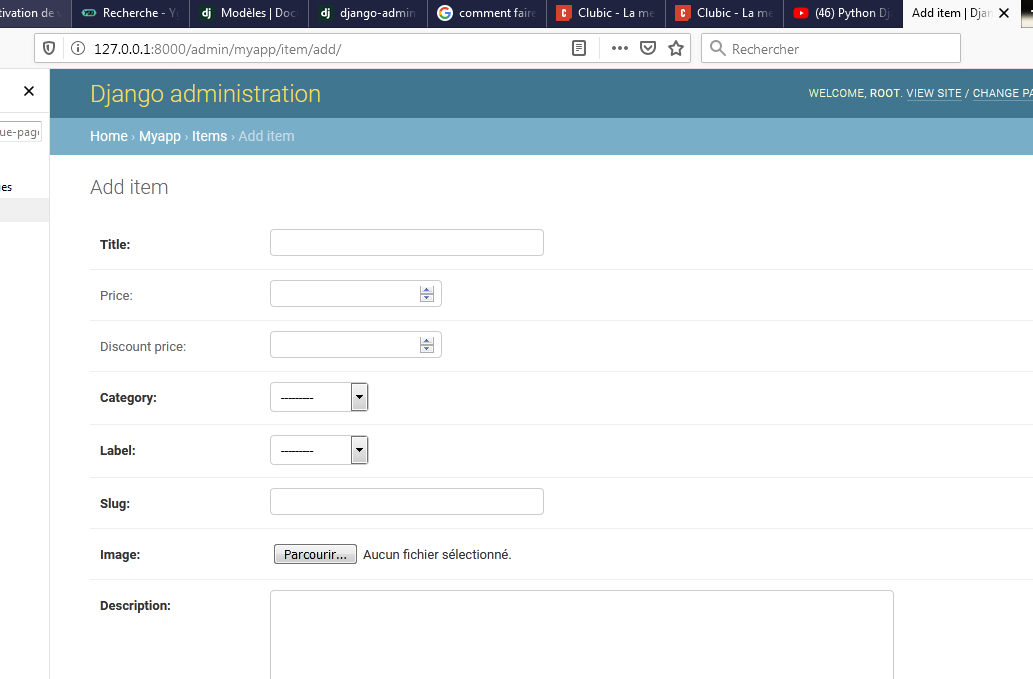 tivation de v Recherche - Y Modèles | Doc django-admin comment faire Clubic - La me Clubic - La me (46) Python Dj Add item | Djan
127.0.0.1:8000/admin/myapp/item/add/ Rechercher
Django administration WELCOME, ROOT. VIEW SITE / CHANGE PA
ue-page
Home › Myapp › Items › Add item
es
Add item
Title:
Price:
Discount price:
Category: ---------
Label: ---------
Slug:
Image: Parcourir... Aucun fichier sélectionné.
Description: